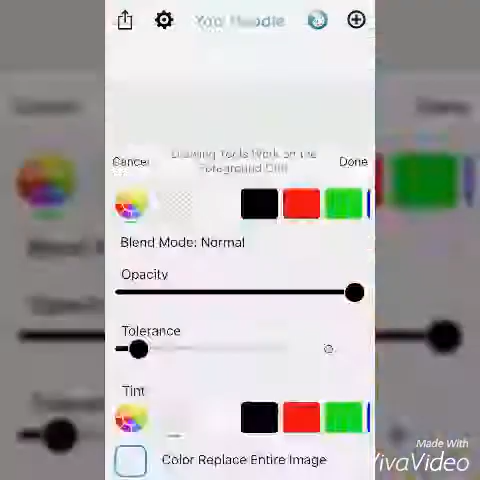 You Doodle
Cancel
Drawing Tools Work on the
Foreground Only
Done
Blend Mode: Normal
Opacity
Tolerance
Tint
Color Replace Entire Image
Made With
VivaVideo